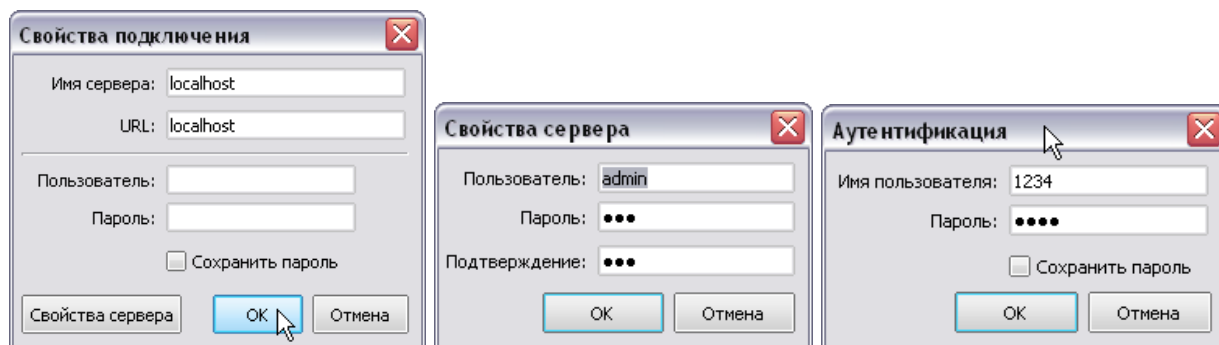 Свойства подключения
Имя сервера: localhost
URL: localhost
Пользователь:
Пароль:
Сохранить пароль
Свойства сервера OK Отмена
Свойства сервера
Пользователь: admin
Пароль: ●●●
Подтверждение: ●●●
OK Отмена
Аутентификация
Имя пользователя: 1234
Пароль: ●●●●
Сохранить пароль
OK Отмена